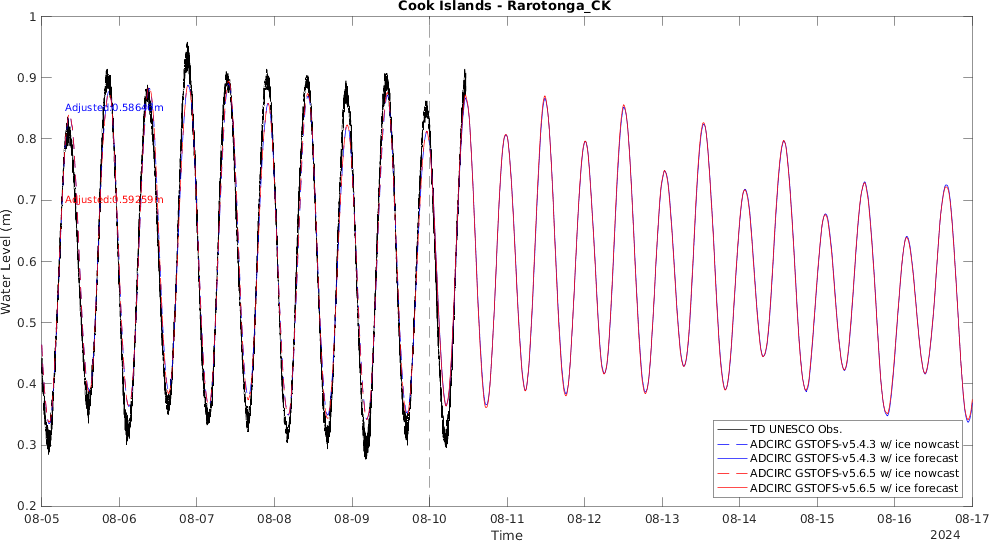 Cook Islands - Rarotonga_CK
1
0.9
0.8
0.7
0.6
0.5
0.4
0.3
0.2
Water Level (m)
Adjusted:0.58646m
Adjusted:0.59259m
TD UNESCO Obs.
ADCIRC GSTOFS-v5.4.3 w/ ice nowcast
ADCIRC GSTOFS-v5.4.3 w/ ice forecast
ADCIRC GSTOFS-v5.6.5 w/ ice nowcast
ADCIRC GSTOFS-v5.6.5 w/ ice forecast
08-05 08-06 08-07 08-08 08-09 08-10 08-11 08-12 08-13 08-14 08-15 08-16 08-17
Time
2024